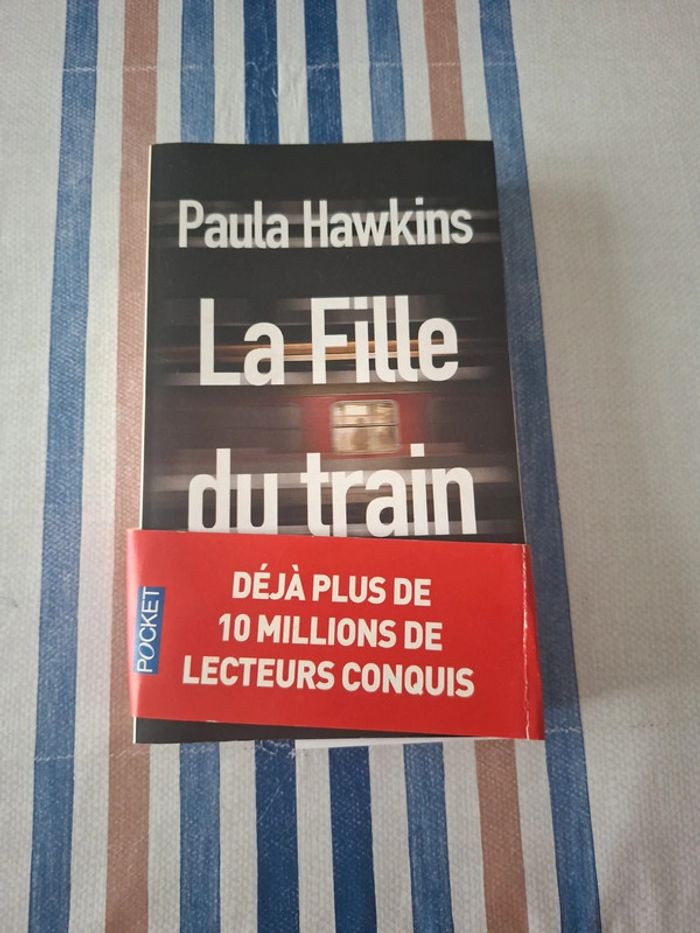 Paula Hawkins
La Fille
du train
DÉJÀ PLUS DE
10 MILLIONS DE
LECTEURS CONQUIS
POCKET